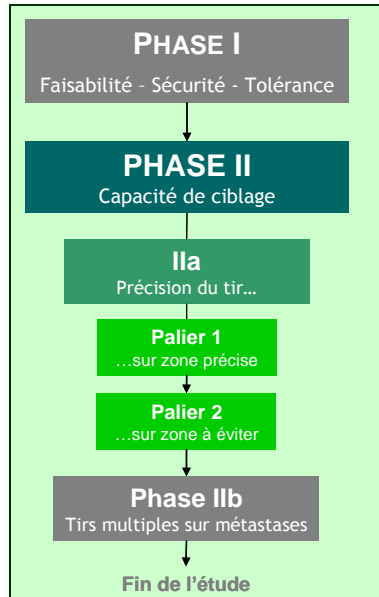 PHASE I
Faisabilité - Sécurité - Tolérance
PHASE II
Capacité de ciblage
IIa
Précision du tir…
Palier 1
…sur zone précise
Palier 2
…sur zone à éviter
Phase IIb
Tirs multiples sur métastases
Fin de l'étude